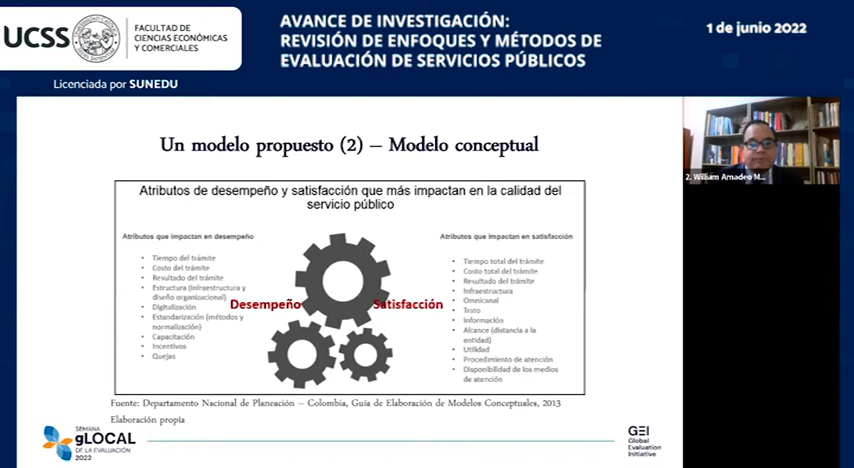 UCSS
FACULTAD DE
CIENCIAS ECONÓMICAS
Y COMERCIALES
Licenciada por SUNEDU
AVANCE DE INVESTIGACIÓN:
REVISIÓN DE ENFOQUES Y MÉTODOS DE
EVALUACIÓN DE SERVICIOS PÚBLICOS
1 de junio 2022
Un modelo propuesto (2) – Modelo conceptual
Atributos de desempeño y satisfacción que más impactan en la calidad del
servicio público
Atributos que impactan en desempeño
• Tiempo del trámite
• Costo del trámite
• Resultado del trámite
• Estructura (infraestructura y
diseño organizacional)
• Digitalización
• Estandarización (métodos y
normalización)
• Capacitación
• Incentivos
• Quejas
Desempeño
Satisfacción
Atributos que impactan en satisfacción
• Tiempo total del trámite
• Costo total del trámite
• Resultado del trámite
• Infraestructura
• Omnicanal
• Trato
• Información
• Alcance (distancia a la
entidad)
• Utilidad
• Procedimiento de atención
• Disponibilidad de los medios
de atención
Fuente: Departamento Nacional de Planeación – Colombia, Guía de Elaboración de Modelos Conceptuales, 2013
Elaboración propia
2. William Amadeo M...
SEMANA
gLOCAL
DE LA EVALUACIÓN
2022
GEI
Global
Evaluation
Initiative